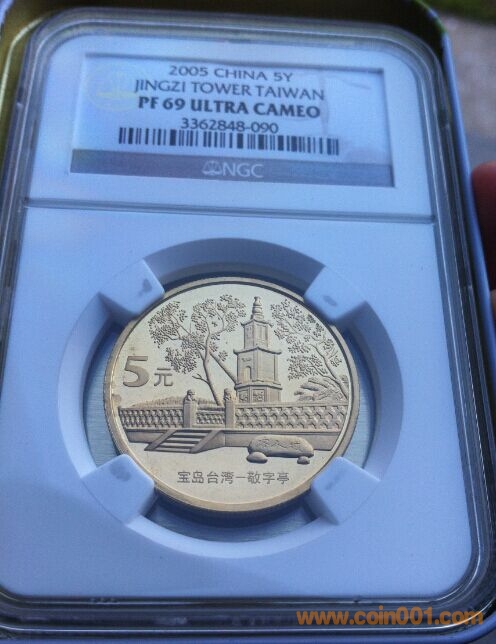 2005 CHINA 5Y
JINGZI TOWER TAIWAN
PF 69 ULTRA CAMEO
3362848-090
NGC
5元
宝岛台湾—敬字亭
www.coin001.com